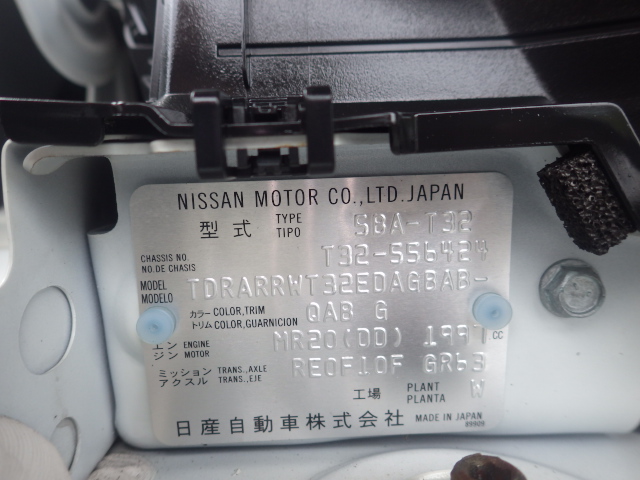 NISSAN MOTOR CO.,LTD.JAPAN
型式 TYPE TIPO 5BA-T32
CHASSIS NO. NO.DE CHASIS T32-556424
MODEL MODELO TDRARRWT32EDAGBAB-
カラー COLOR,TRIM トリム COLOR,GUARNICION QAB G
エンジン ENGINE MOTOR MR20(DD) 1997 cc
ミッション TRANS.,AXLE アクスル TRANS.,EJE RE0F10F GR63
工場 PLANT PLANTA W
日産自動車株式会社 MADE IN JAPAN